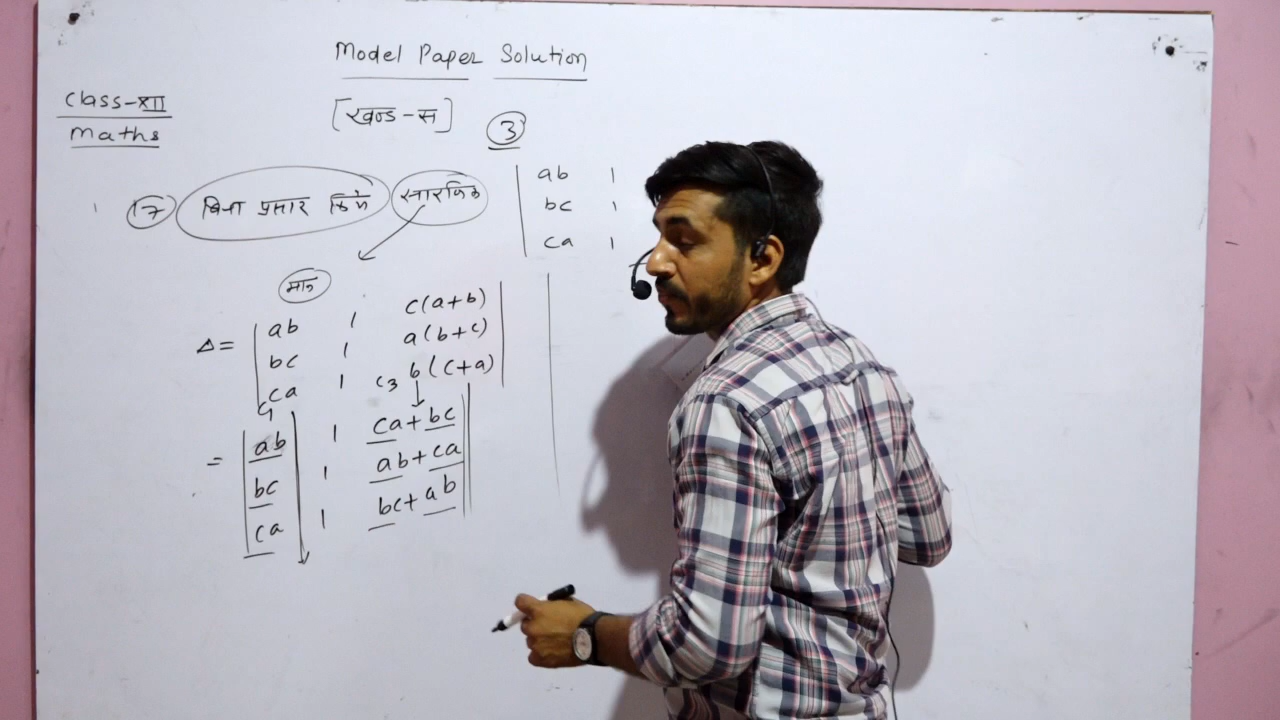 Model Paper Solution
Class-XII
Maths
[खण्ड-स]
3
17 बिना प्रसार किये सारणिक
ab 1
bc 1
ca 1
मान
Δ= ab 1 c(a+b)
bc 1 a(b+c)
ca 1 b(c+a)
C1 C3
= ab 1 ca+bc
bc 1 ab+ca
ca 1 bc+ab